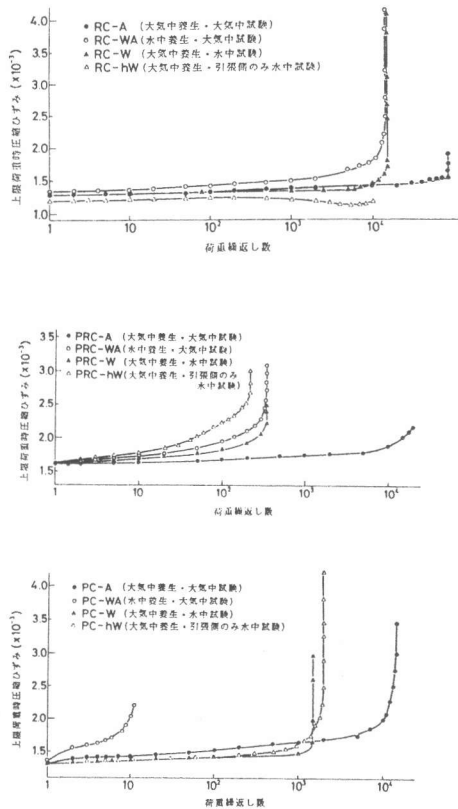 上限荷重時圧縮ひずみ(×10⁻³)
4.0
3.5
3.0
2.5
2.0
1.5
1.0
RC-A (大気中養生・大気中試験)
RC-WA(水中養生・大気中試験)
RC-W (大気中養生・水中試験)
RC-hW (大気中養生・引張側のみ水中試験)
1 10 10² 10³ 10⁴
荷重繰返し数
上限荷重時圧縮ひずみ(×10⁻³)
3.5
3.0
2.5
2.0
1.5
PRC-A (大気中養生・大気中試験)
PRC-WA(水中養生・大気中試験)
PRC-W (大気中養生・水中試験)
PRC-hW (大気中養生・引張側のみ
水中試験)
1 10 10² 10³ 10⁴
荷重繰返し数
上限荷重時圧縮ひずみ(×10⁻³)
4.0
3.5
3.0
2.5
2.0
1.5
PC-A (大気中養生・大気中試験)
PC-WA (水中養生・大気中試験)
PC-W (大気中養生・水中試験)
PC-hW (大気中養生・引張側のみ水中試験)
1 10 10² 10³ 10⁴
荷重繰返し数